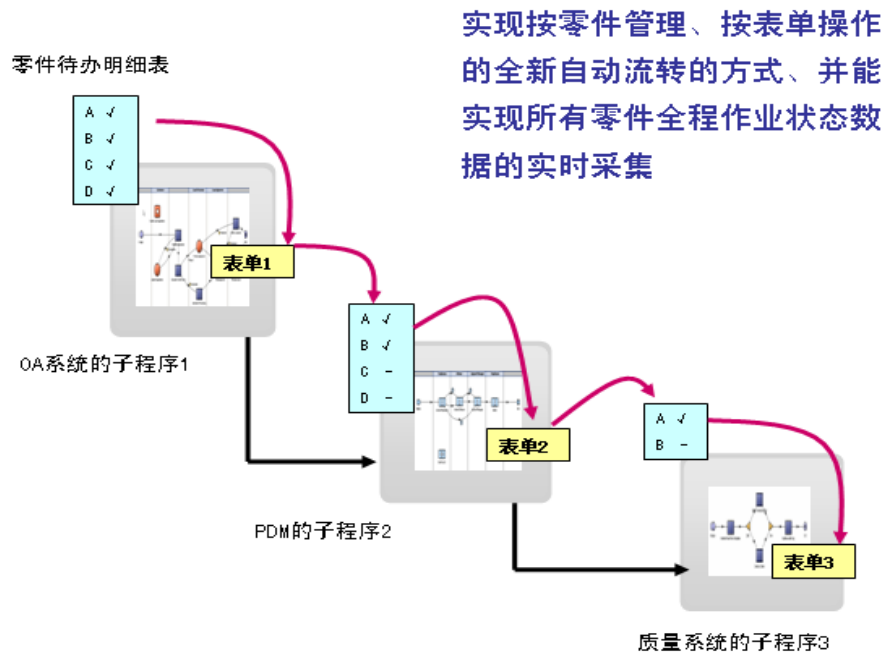 实现按零件管理、按表单操作
的全新自动流转的方式、并能
实现所有零件全程作业状态数
据的实时采集
零件待办明细表
A √
B √
C √
D √
表单1
OA系统的子程序1
A √
B √
C －
D －
表单2
PDM的子程序2
A √
B －
表单3
质量系统的子程序3